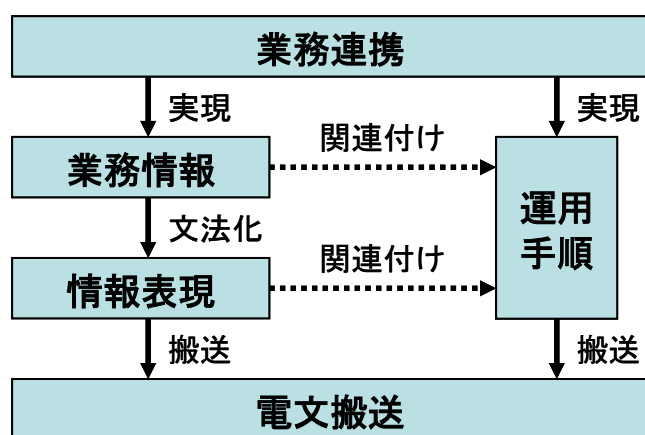 業務連携
実現
実現
業務情報
関連付け
運用
手順
文法化
情報表現
関連付け
搬送
搬送
電文搬送